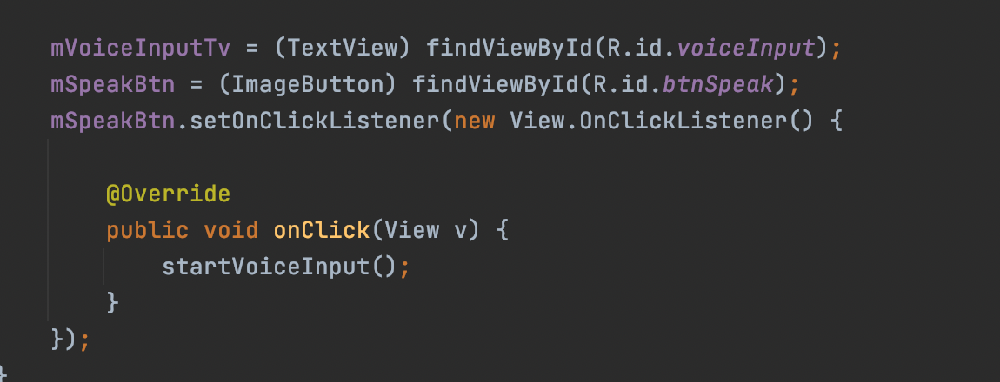 mVoiceInputTv = (TextView) findViewById(R.id.voiceInput);
mSpeakBtn = (ImageButton) findViewById(R.id.btnSpeak);
mSpeakBtn.setOnClickListener(new View.OnClickListener() {
@Override
public void onClick(View v) {
startVoiceInput();
}
});
}